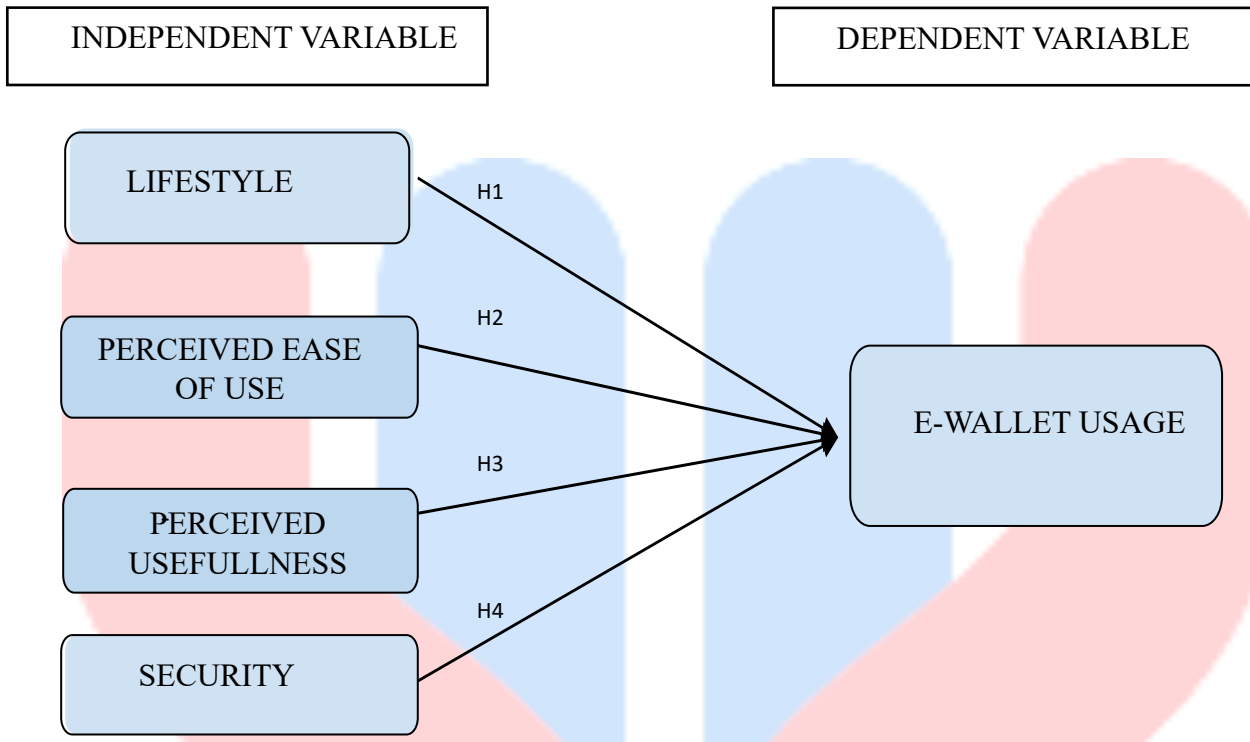 INDEPENDENT VARIABLE
DEPENDENT VARIABLE
LIFESTYLE
H1
H2
PERCEIVED EASE
OF USE
E-WALLET USAGE
H3
PERCEIVED
USEFULLNESS
H4
SECURITY